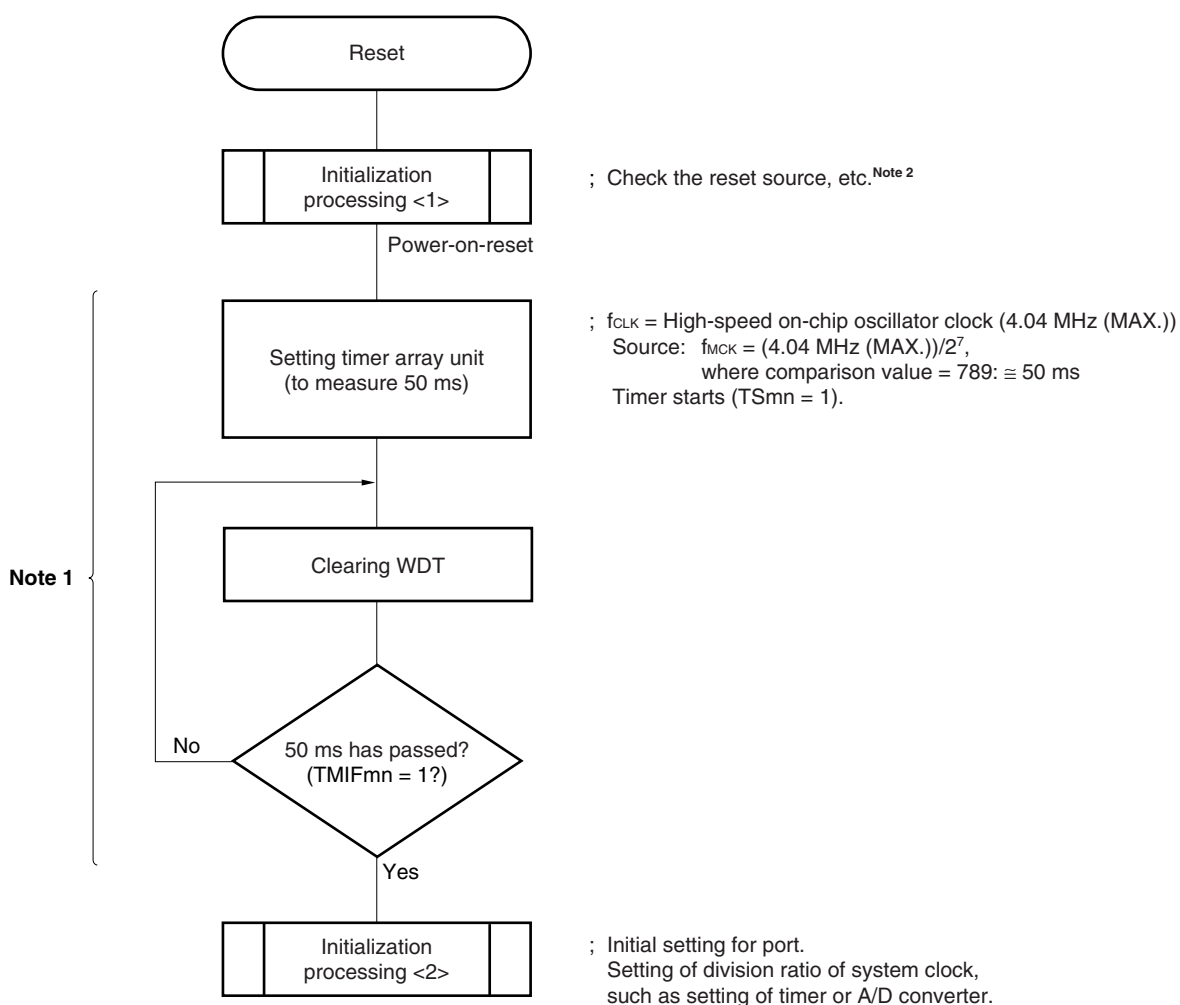 Reset
Initialization
processing <1>
; Check the reset source, etc.Note 2
Power-on-reset
Setting timer array unit
(to measure 50 ms)
; fCLK = High-speed on-chip oscillator clock (4.04 MHz (MAX.))
Source: fMCK = (4.04 MHz (MAX.))/2⁷,
where comparison value = 789: ≅ 50 ms
Timer starts (TSmn = 1).
Note 1
Clearing WDT
No
50 ms has passed?
(TMIFmn = 1?)
Yes
Initialization
processing <2>
; Initial setting for port.
Setting of division ratio of system clock,
such as setting of timer or A/D converter.